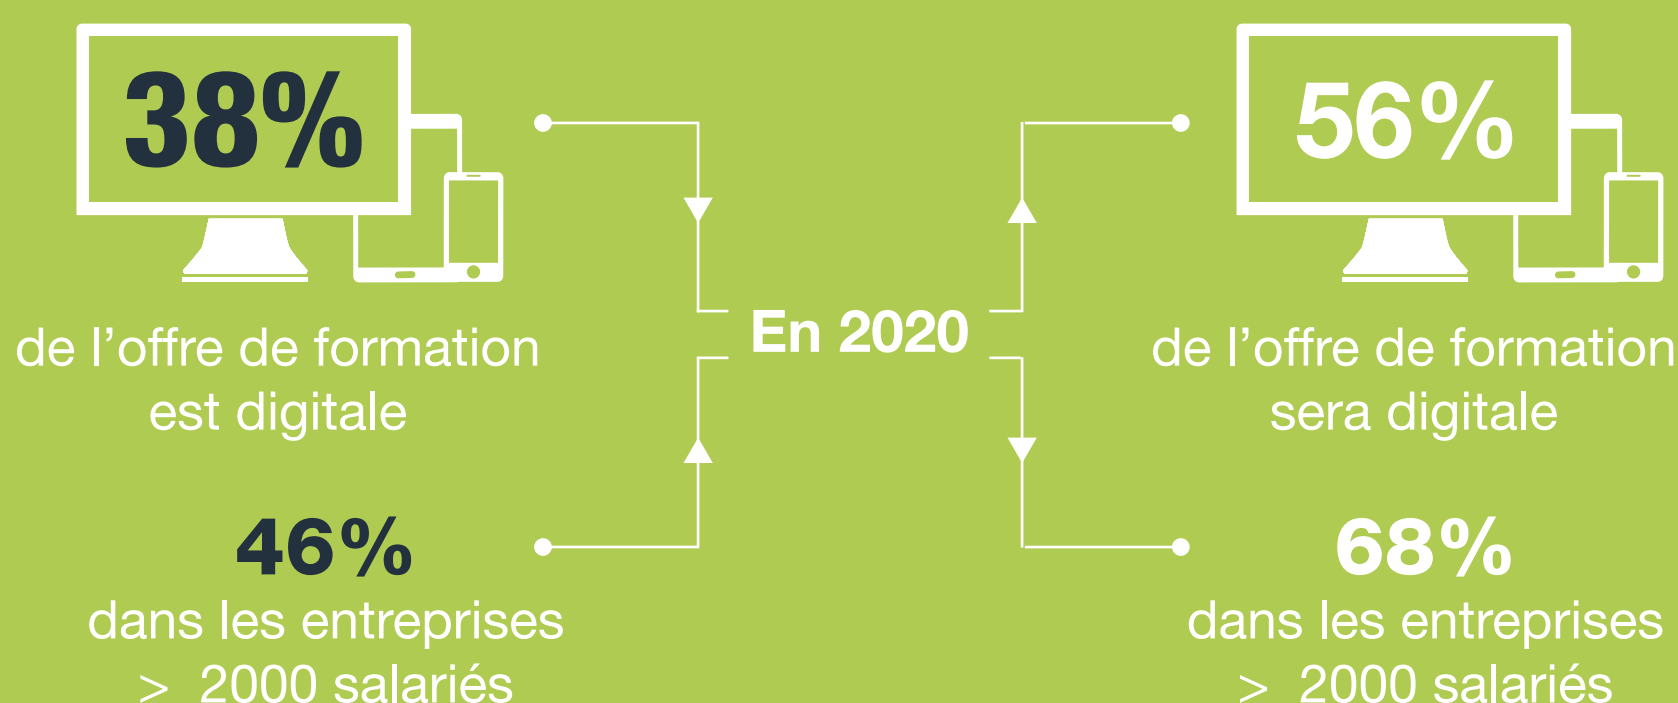 38%
de l’offre de formation
est digitale
46%
dans les entreprises
> 2000 salariés
En 2020
56%
de l’offre de formation
sera digitale
68%
dans les entreprises
> 2000 salariés